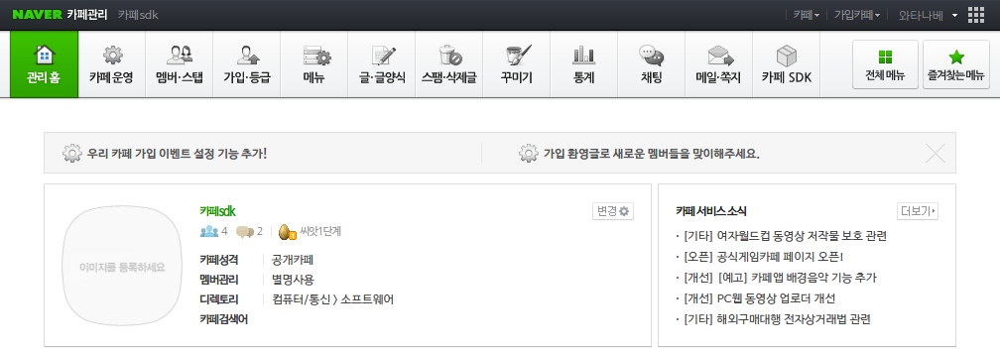 NAVER 카페관리 카페sdk 카페 가입카페 와타나베
관리 홈 카페 운영 멤버·스탭 가입·등급 메뉴 글·글양식 스팸·삭제글 꾸미기 통계 채팅 메일·쪽지 카페 SDK 전체 메뉴 즐겨찾는 메뉴
우리 카페 가입 이벤트 설정 기능 추가! 가입 환영글로 새로운 멤버들을 맞이해주세요.
이미지를 등록하세요
카페sdk 변경
4 2 씨앗1단계
카페성격 공개카페
멤버관리 별명사용
디렉토리 컴퓨터/통신 > 소프트웨어
카페검색어
카페 서비스 소식 더보기
· [기타] 여자월드컵 동영상 저작물 보호 관련
· [오픈] 공식게임카페 페이지 오픈!
· [개선] [예고] 카페앱 배경음악 기능 추가
· [개선] PC웹 동영상 업로더 개선
· [기타] 해외구매대행 전자상거래법 관련